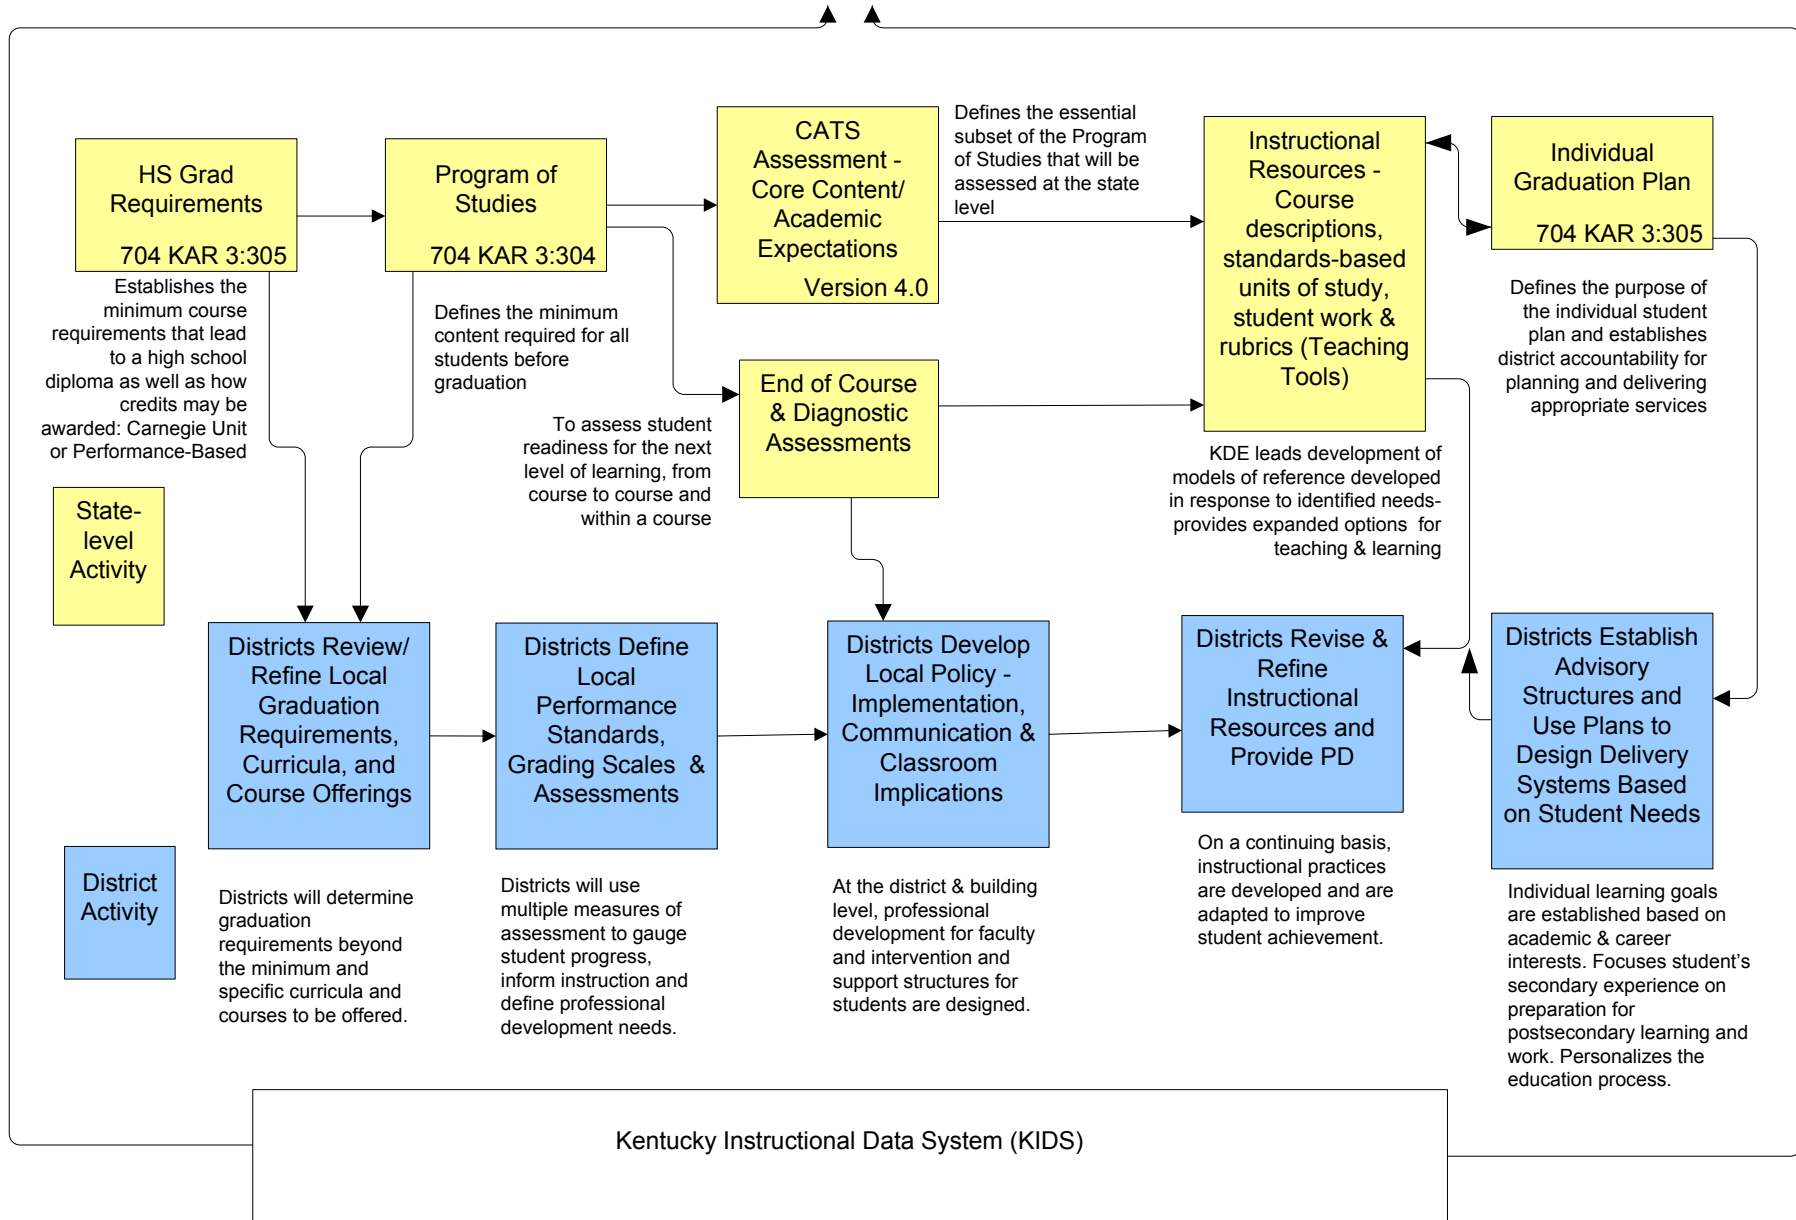 HS Grad
Requirements
704 KAR 3:305
Establishes the
minimum course
requirements that lead
to a high school
diploma as well as how
credits may be
awarded: Carnegie Unit
or Performance-Based
Program of
Studies
704 KAR 3:304
Defines the minimum
content required for all
students before
graduation
CATS
Assessment -
Core Content/
Academic
Expectations
Version 4.0
Defines the essential
subset of the Program
of Studies that will be
assessed at the state
level
End of Course
& Diagnostic
Assessments
To assess student
readiness for the next
level of learning, from
course to course and
within a course
Instructional
Resources -
Course
descriptions,
standards-based
units of study,
student work &
rubrics (Teaching
Tools)
KDE leads development of
models of reference developed
in response to identified needs-
provides expanded options  for
teaching & learning
Individual
Graduation Plan
704 KAR 3:305
Defines the purpose of
the individual student
plan and establishes
district accountability for
planning and delivering
appropriate services
State-
level
Activity
Districts Review/
Refine Local
Graduation
Requirements,
Curricula, and
Course Offerings
Districts Define
Local
Performance
Standards,
Grading Scales  &
Assessments
Districts Develop
Local Policy -
Implementation,
Communication &
Classroom
Implications
Districts Revise &
Refine
Instructional
Resources and
Provide PD
Districts Establish
Advisory
Structures and
Use Plans to
Design Delivery
Systems Based
on Student Needs
District
Activity
Districts will determine
graduation
requirements beyond
the minimum and
specific curricula and
courses to be offered.
Districts will use
multiple measures of
assessment to gauge
student progress,
inform instruction and
define professional
development needs.
At the district & building
level, professional
development for faculty
and intervention and
support structures for
students are designed.
On a continuing basis,
instructional practices
are developed and are
adapted to improve
student achievement.
Individual learning goals
are established based on
academic & career
interests. Focuses student’s
secondary experience on
preparation for
postsecondary learning and
work. Personalizes the
education process.
Kentucky Instructional Data System (KIDS)